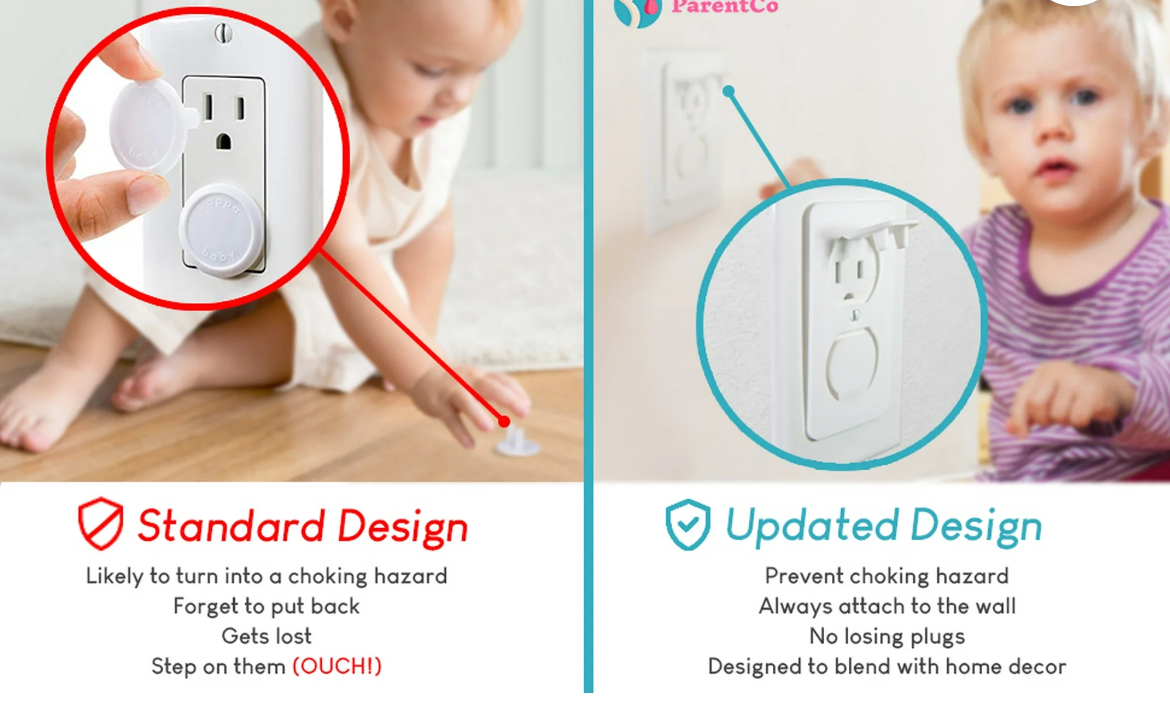 ParentCo
Standard Design
Likely to turn into a choking hazard
Forget to put back
Gets lost
Step on them (OUCH!)
Updated Design
Prevent choking hazard
Always attach to the wall
No losing plugs
Designed to blend with home decor
baby